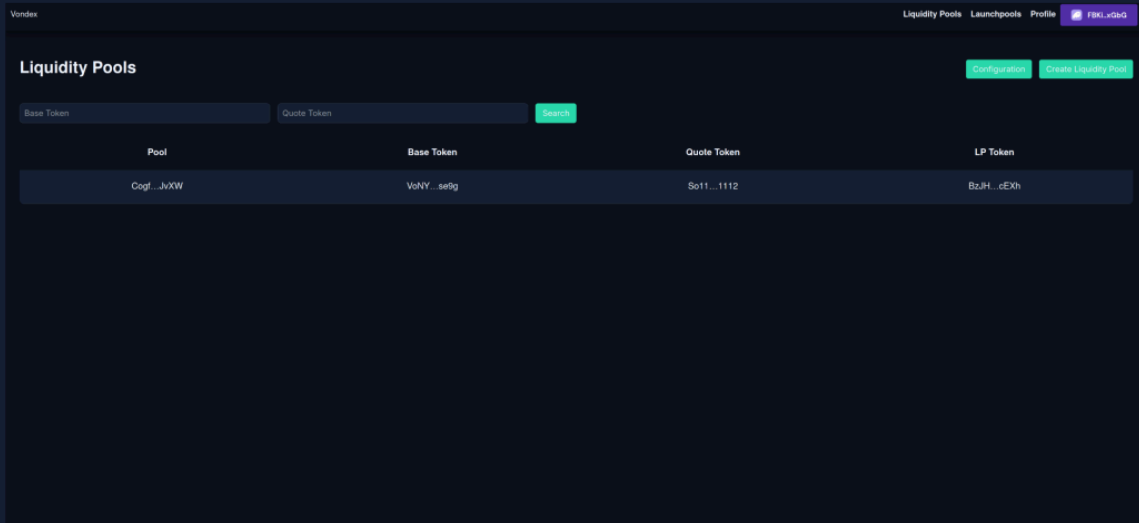 Vondex
Liquidity Pools Launchpools Profile FBKi..vGbG
Liquidity Pools
Configuration Create Liquidity Pool
Base Token Quote Token Search
Pool Base Token Quote Token LP Token
Cogf...JvXW VoNY...se9g So11...1112 BzJH...cEXh